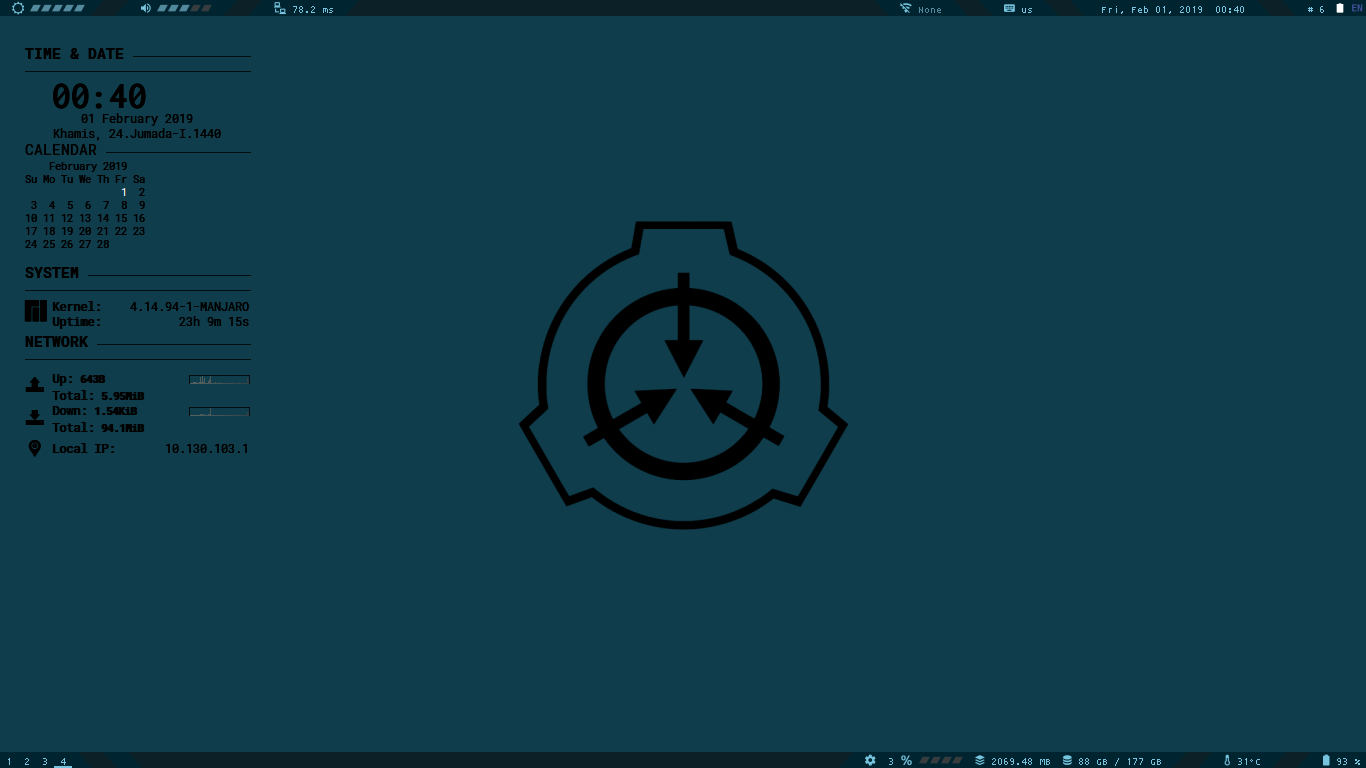 78.2 ms None us Fri, Feb 01, 2019 00:40 # 6 EN
TIME & DATE
00:40
01 February 2019
Khamis, 24.Jumada-I.1440
CALENDAR
February 2019
Su Mo Tu We Th Fr Sa
1 2
3 4 5 6 7 8 9
10 11 12 13 14 15 16
17 18 19 20 21 22 23
24 25 26 27 28
SYSTEM
Kernel: 4.14.94-1-MANJARO
Uptime: 23h 9m 15s
NETWORK
Up: 643B
Total: 5.95MiB
Down: 1.54KiB
Total: 94.1MiB
Local IP: 10.130.103.1
1 2 3 4 3 % 2069.48 MB 88 GB / 177 GB 31°C 93 %